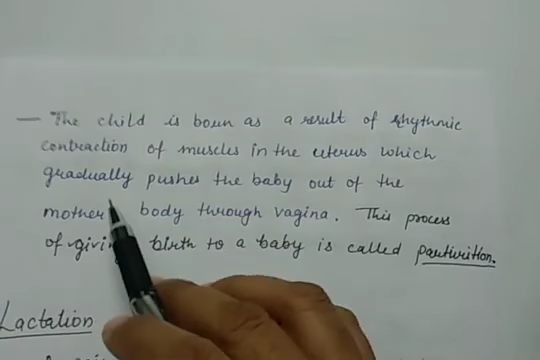 — The child is born as a result of rhythmic
contraction of muscles in the uterus which
gradually pushes the baby out of the
mother body through vagina. This process
of giving birth to a baby is called parturition.
Lactation